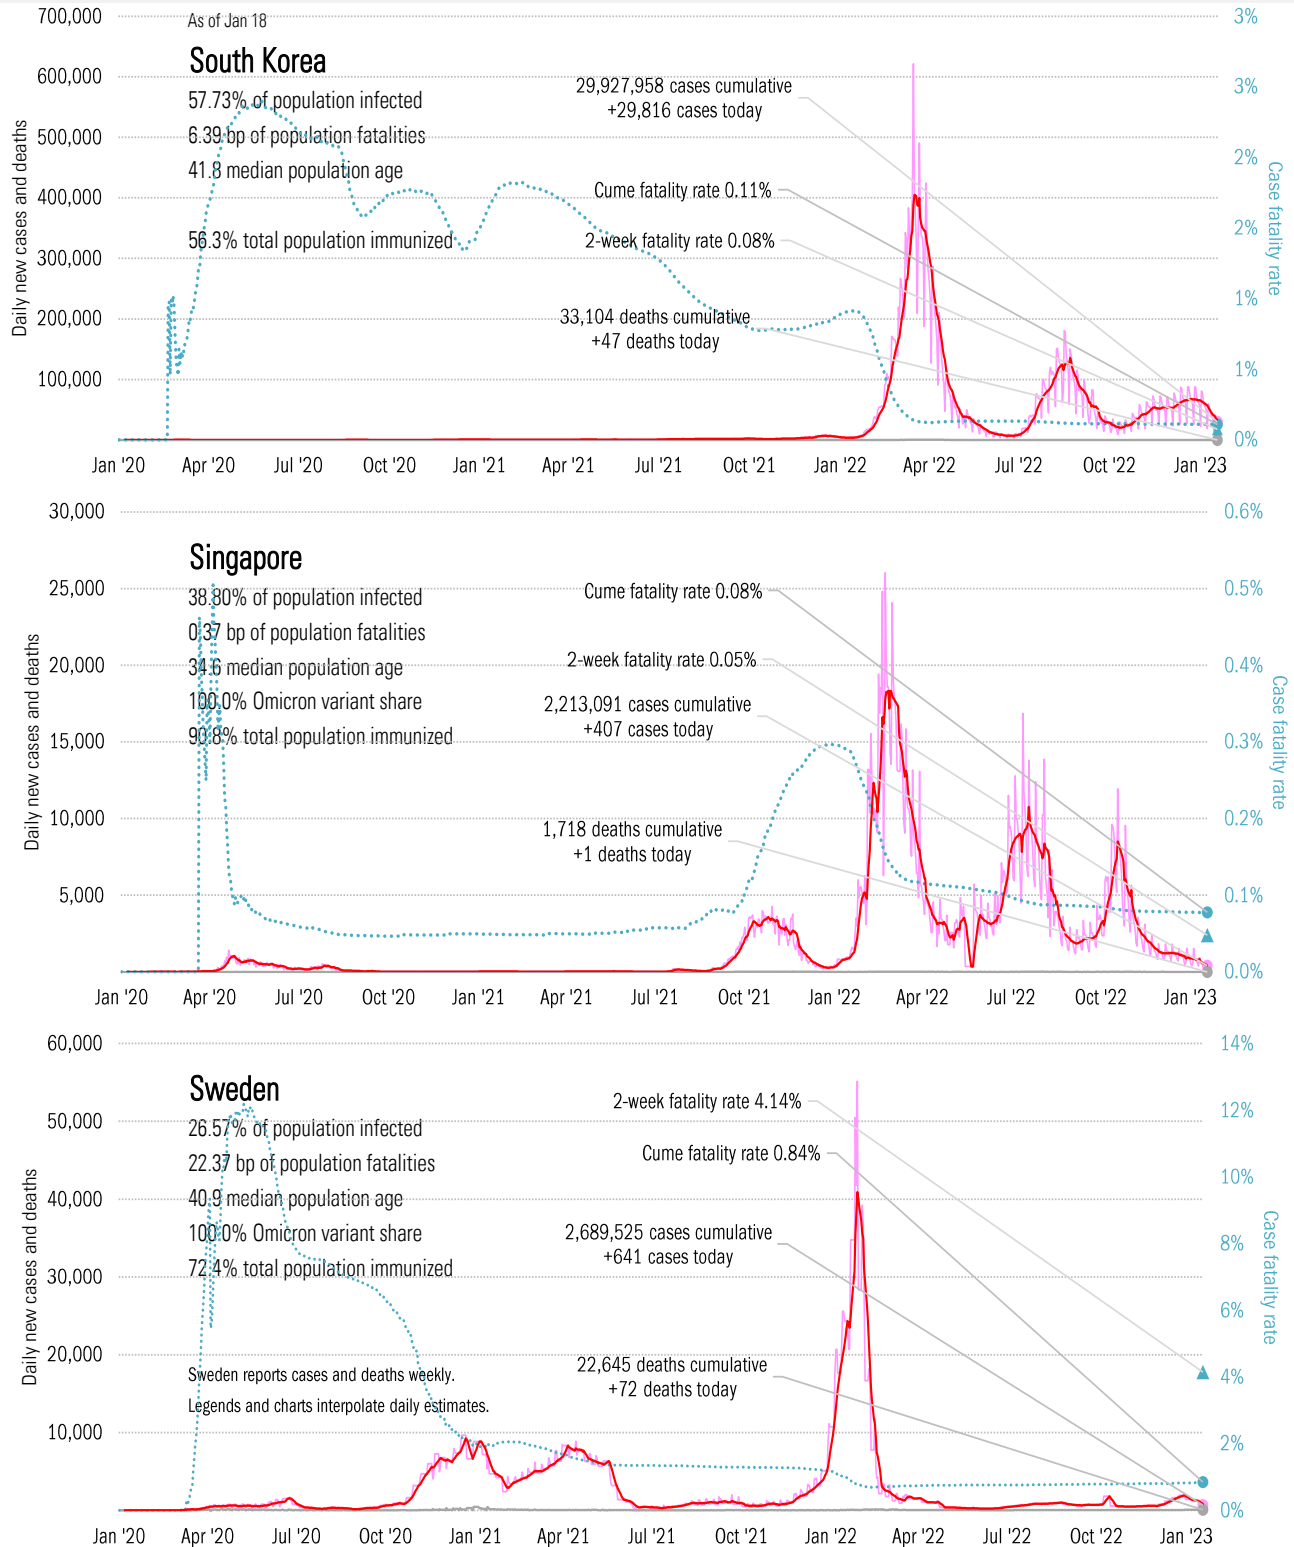 As of Jan 18
South Korea
57.73% of population infected
6.39 bp of population fatalities
41.8 median population age
56.3% total population immunized
29,927,958 cases cumulative
+29,816 cases today
Cume fatality rate 0.11%
2-week fatality rate 0.08%
33,104 deaths cumulative
+47 deaths today
Daily new cases and deaths
700,000
600,000
500,000
400,000
300,000
200,000
100,000
3%
3%
2%
2%
1%
1%
0%
Case fatality rate
Jan '20 Apr '20 Jul '20 Oct '20 Jan '21 Apr '21 Jul '21 Oct '21 Jan '22 Apr '22 Jul '22 Oct '22 Jan '23
Singapore
38.80% of population infected
0.37 bp of population fatalities
34.6 median population age
100.0% Omicron variant share
90.8% total population immunized
Cume fatality rate 0.08%
2-week fatality rate 0.05%
2,213,091 cases cumulative
+407 cases today
1,718 deaths cumulative
+1 deaths today
Daily new cases and deaths
30,000
25,000
20,000
15,000
10,000
5,000
0.6%
0.5%
0.4%
0.3%
0.2%
0.1%
0.0%
Case fatality rate
Jan '20 Apr '20 Jul '20 Oct '20 Jan '21 Apr '21 Jul '21 Oct '21 Jan '22 Apr '22 Jul '22 Oct '22 Jan '23
Sweden
26.57% of population infected
22.37 bp of population fatalities
40.9 median population age
100.0% Omicron variant share
72.4% total population immunized
2-week fatality rate 4.14%
Cume fatality rate 0.84%
2,689,525 cases cumulative
+641 cases today
22,645 deaths cumulative
+72 deaths today
Sweden reports cases and deaths weekly.
Legends and charts interpolate daily estimates.
Daily new cases and deaths
60,000
50,000
40,000
30,000
20,000
10,000
14%
12%
10%
8%
6%
4%
2%
0%
Case fatality rate
Jan '20 Apr '20 Jul '20 Oct '20 Jan '21 Apr '21 Jul '21 Oct '21 Jan '22 Apr '22 Jul '22 Oct '22 Jan '23